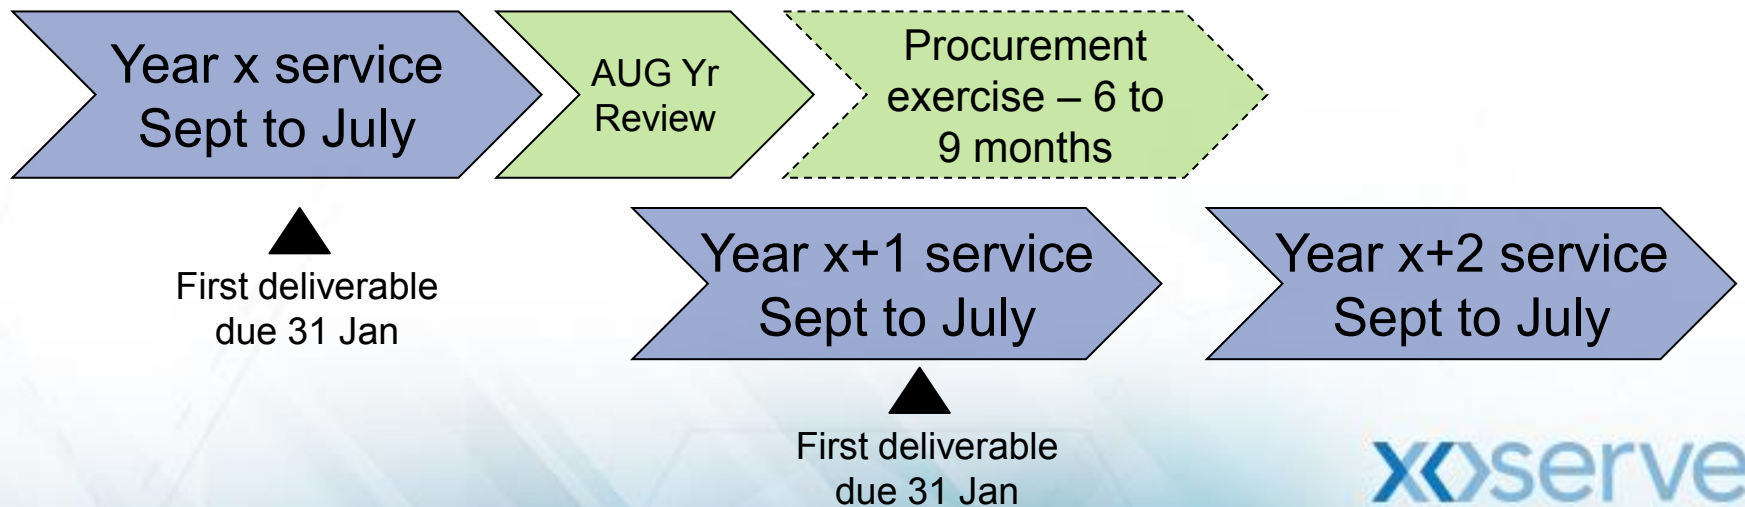 Year x service
Sept to July
AUG Yr
Review
Procurement
exercise – 6 to
9 months
First deliverable
due 31 Jan
Year x+1 service
Sept to July
Year x+2 service
Sept to July
First deliverable
due 31 Jan
xoserve